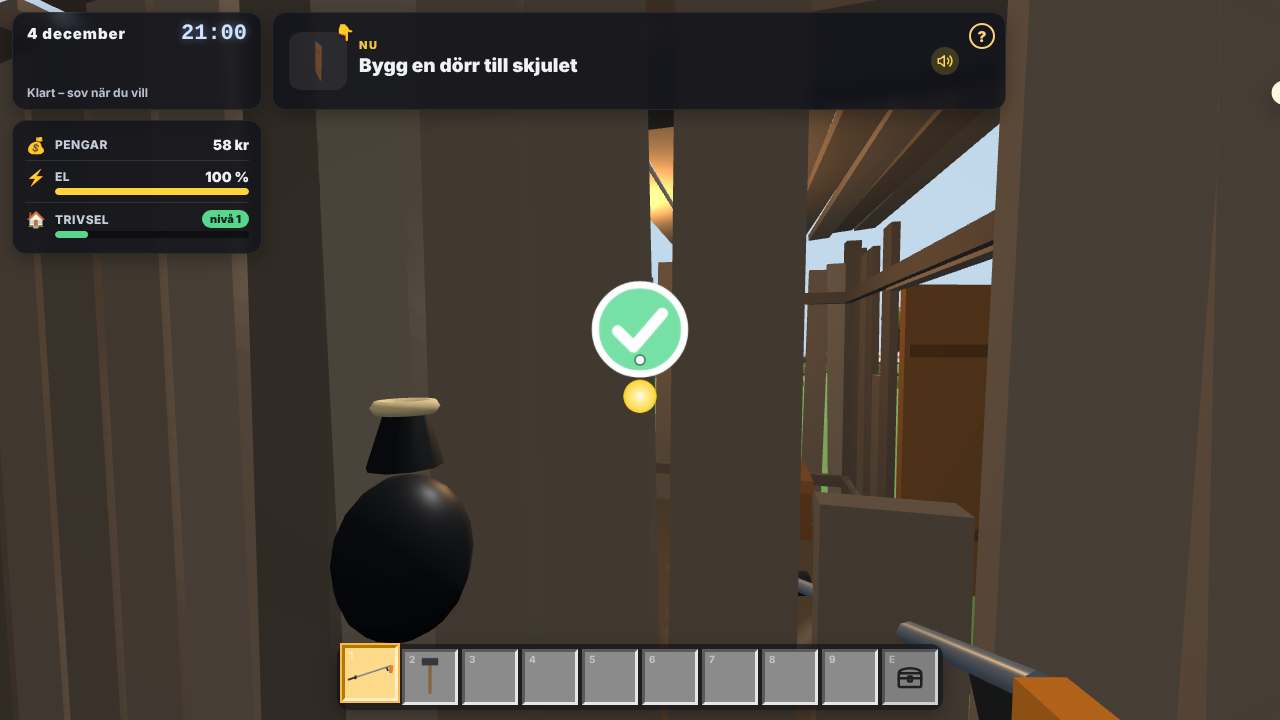 4 december
21:00
Klart – sov när du vill
NU
Bygg en dörr till skjulet
?
PENGAR
58 kr
EL
100 %
TRIVSEL
nivå 1
2
3
4
5
6
7
8
9
E